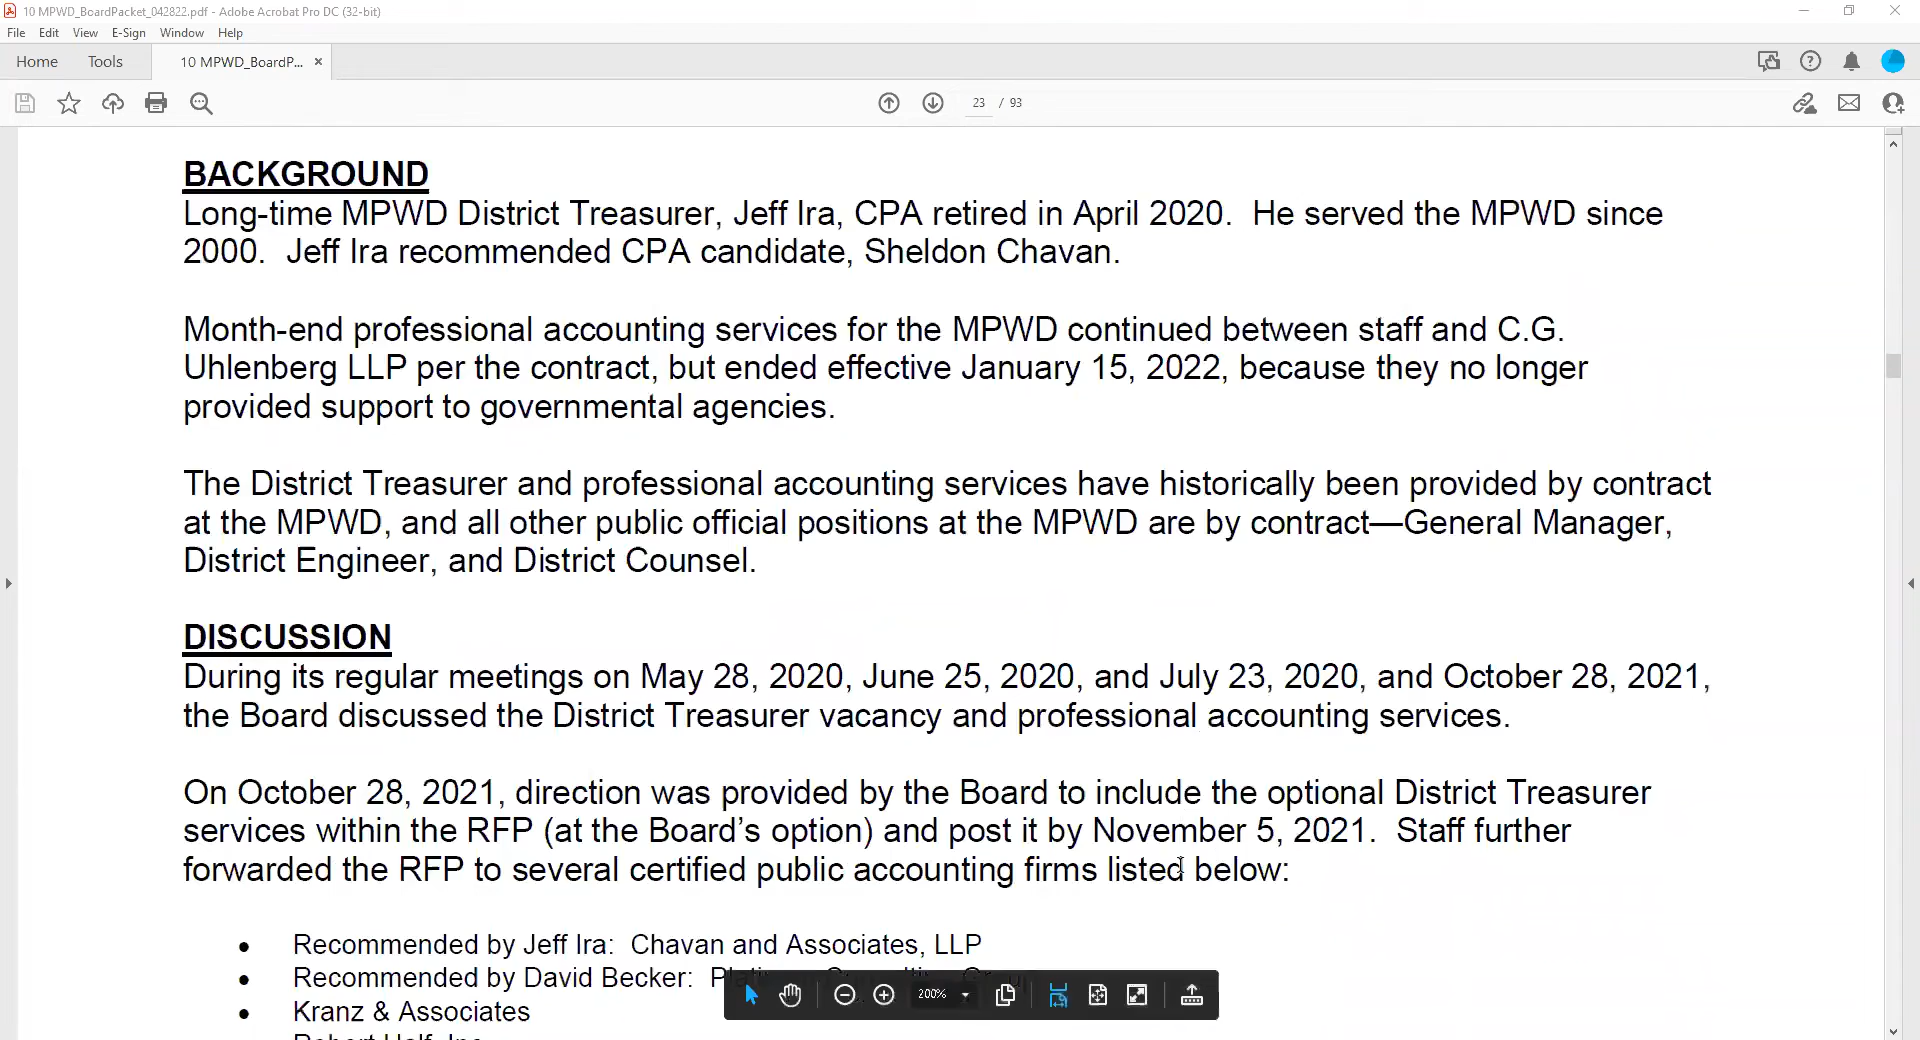 10 MPWD_BoardPacket_042822.pdf - Adobe Acrobat Pro DC (32-bit)
File Edit View E-Sign Window Help
Home Tools 10 MPWD_BoardP... ×
23 / 93
BACKGROUND
Long-time MPWD District Treasurer, Jeff Ira, CPA retired in April 2020. He served the MPWD since
2000. Jeff Ira recommended CPA candidate, Sheldon Chavan.
Month-end professional accounting services for the MPWD continued between staff and C.G.
Uhlenberg LLP per the contract, but ended effective January 15, 2022, because they no longer
provided support to governmental agencies.
The District Treasurer and professional accounting services have historically been provided by contract
at the MPWD, and all other public official positions at the MPWD are by contract—General Manager,
District Engineer, and District Counsel.
DISCUSSION
During its regular meetings on May 28, 2020, June 25, 2020, and July 23, 2020, and October 28, 2021,
the Board discussed the District Treasurer vacancy and professional accounting services.
On October 28, 2021, direction was provided by the Board to include the optional District Treasurer
services within the RFP (at the Board's option) and post it by November 5, 2021. Staff further
forwarded the RFP to several certified public accounting firms listed below:
• Recommended by Jeff Ira: Chavan and Associates, LLP
• Recommended by David Becker:
200%
• Kranz & Associates
Robert Half, Inc